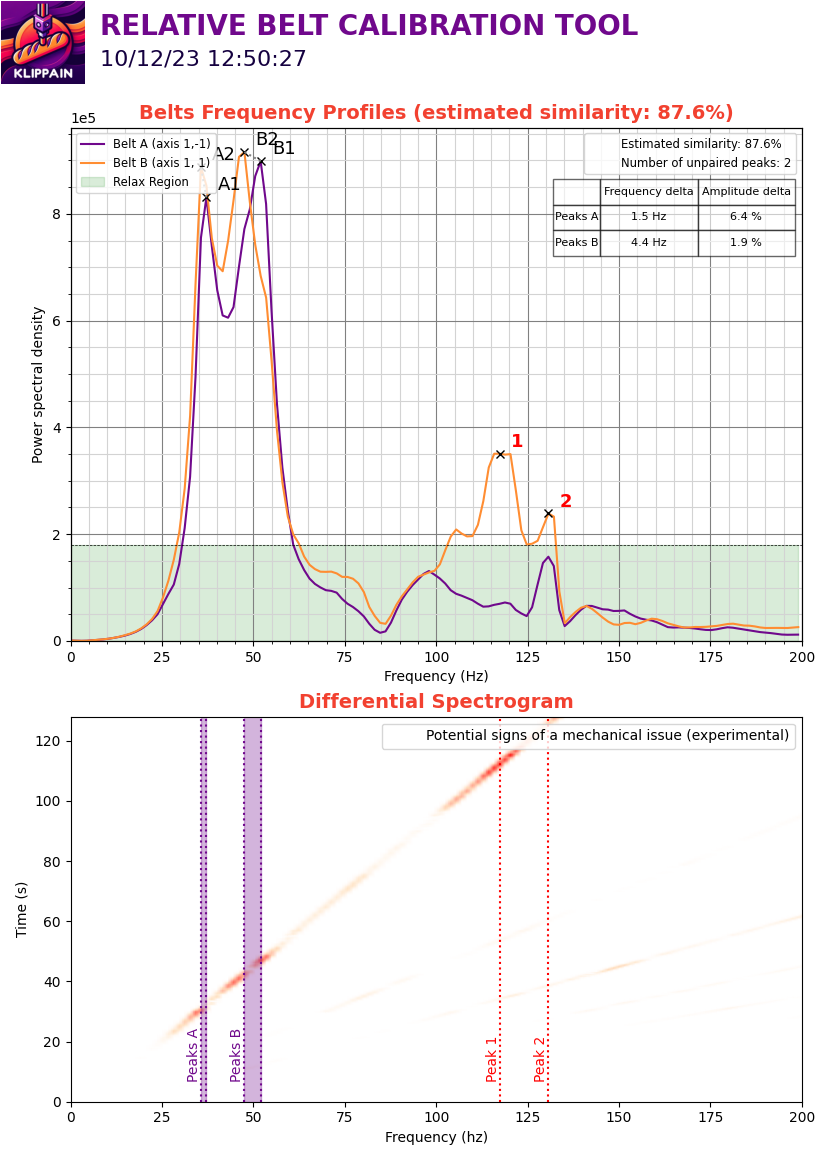 KLIPPAIN
RELATIVE BELT CALIBRATION TOOL
10/12/23 12:50:27
Belts Frequency Profiles (estimated similarity: 87.6%)
1e5
Belt A (axis 1,-1)
Belt B (axis 1, 1)
Relax Region
A2
B2
B1
A1
Estimated similarity: 87.6%
Number of unpaired peaks: 2
Frequency delta Amplitude delta
Peaks A 1.5 Hz 6.4 %
Peaks B 4.4 Hz 1.9 %
1
2
Power spectral density
8
6
4
2
0
0 25 50 75 100 125 150 175 200
Frequency (Hz)
Differential Spectrogram
Potential signs of a mechanical issue (experimental)
Time (s)
120
100
80
60
40
20
0
Peaks A
Peaks B
Peak 1
Peak 2
0 25 50 75 100 125 150 175 200
Frequency (hz)